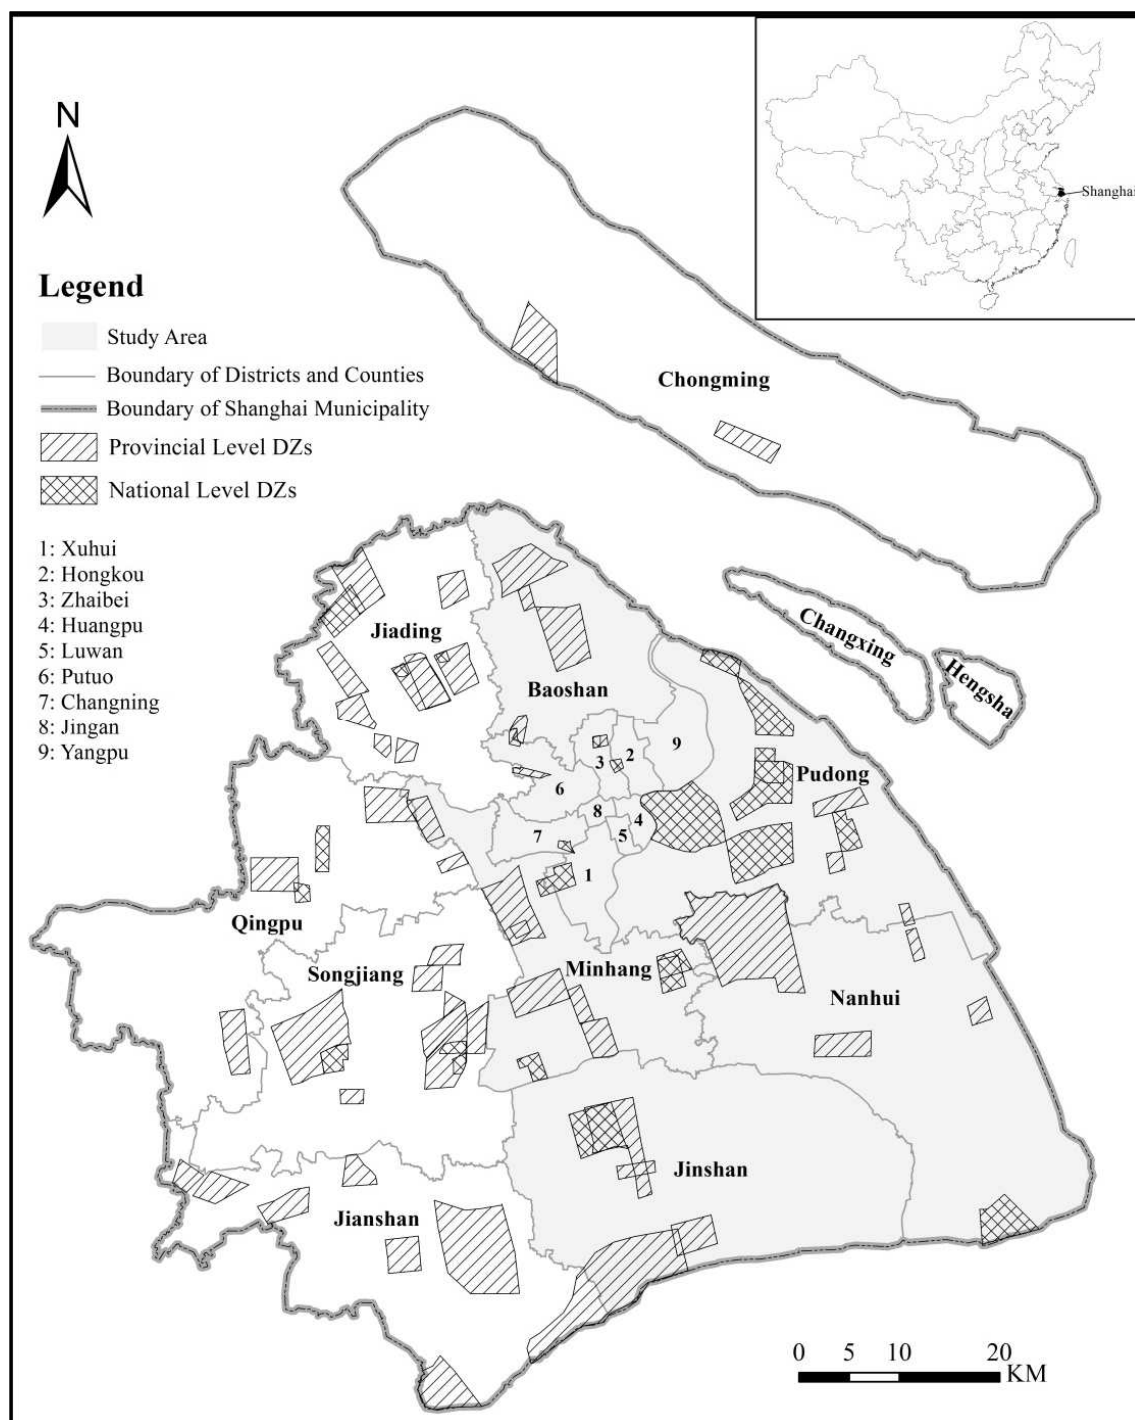 N
Shanghai
Legend
Study Area
Boundary of Districts and Counties
Boundary of Shanghai Municipality
Provincial Level DZs
National Level DZs
1: Xuhui
2: Hongkou
3: Zhaibei
4: Huangpu
5: Luwan
6: Putuo
7: Changning
8: Jingan
9: Yangpu
Chongming
Changxing
Hengsha
Jiading
Baoshan
9
2
3
Pudong
6
8
4
7
5
1
Qingpu
Songjiang
Minhang
Nanhui
Jinshan
Jianshan
0 5 10 20
KM